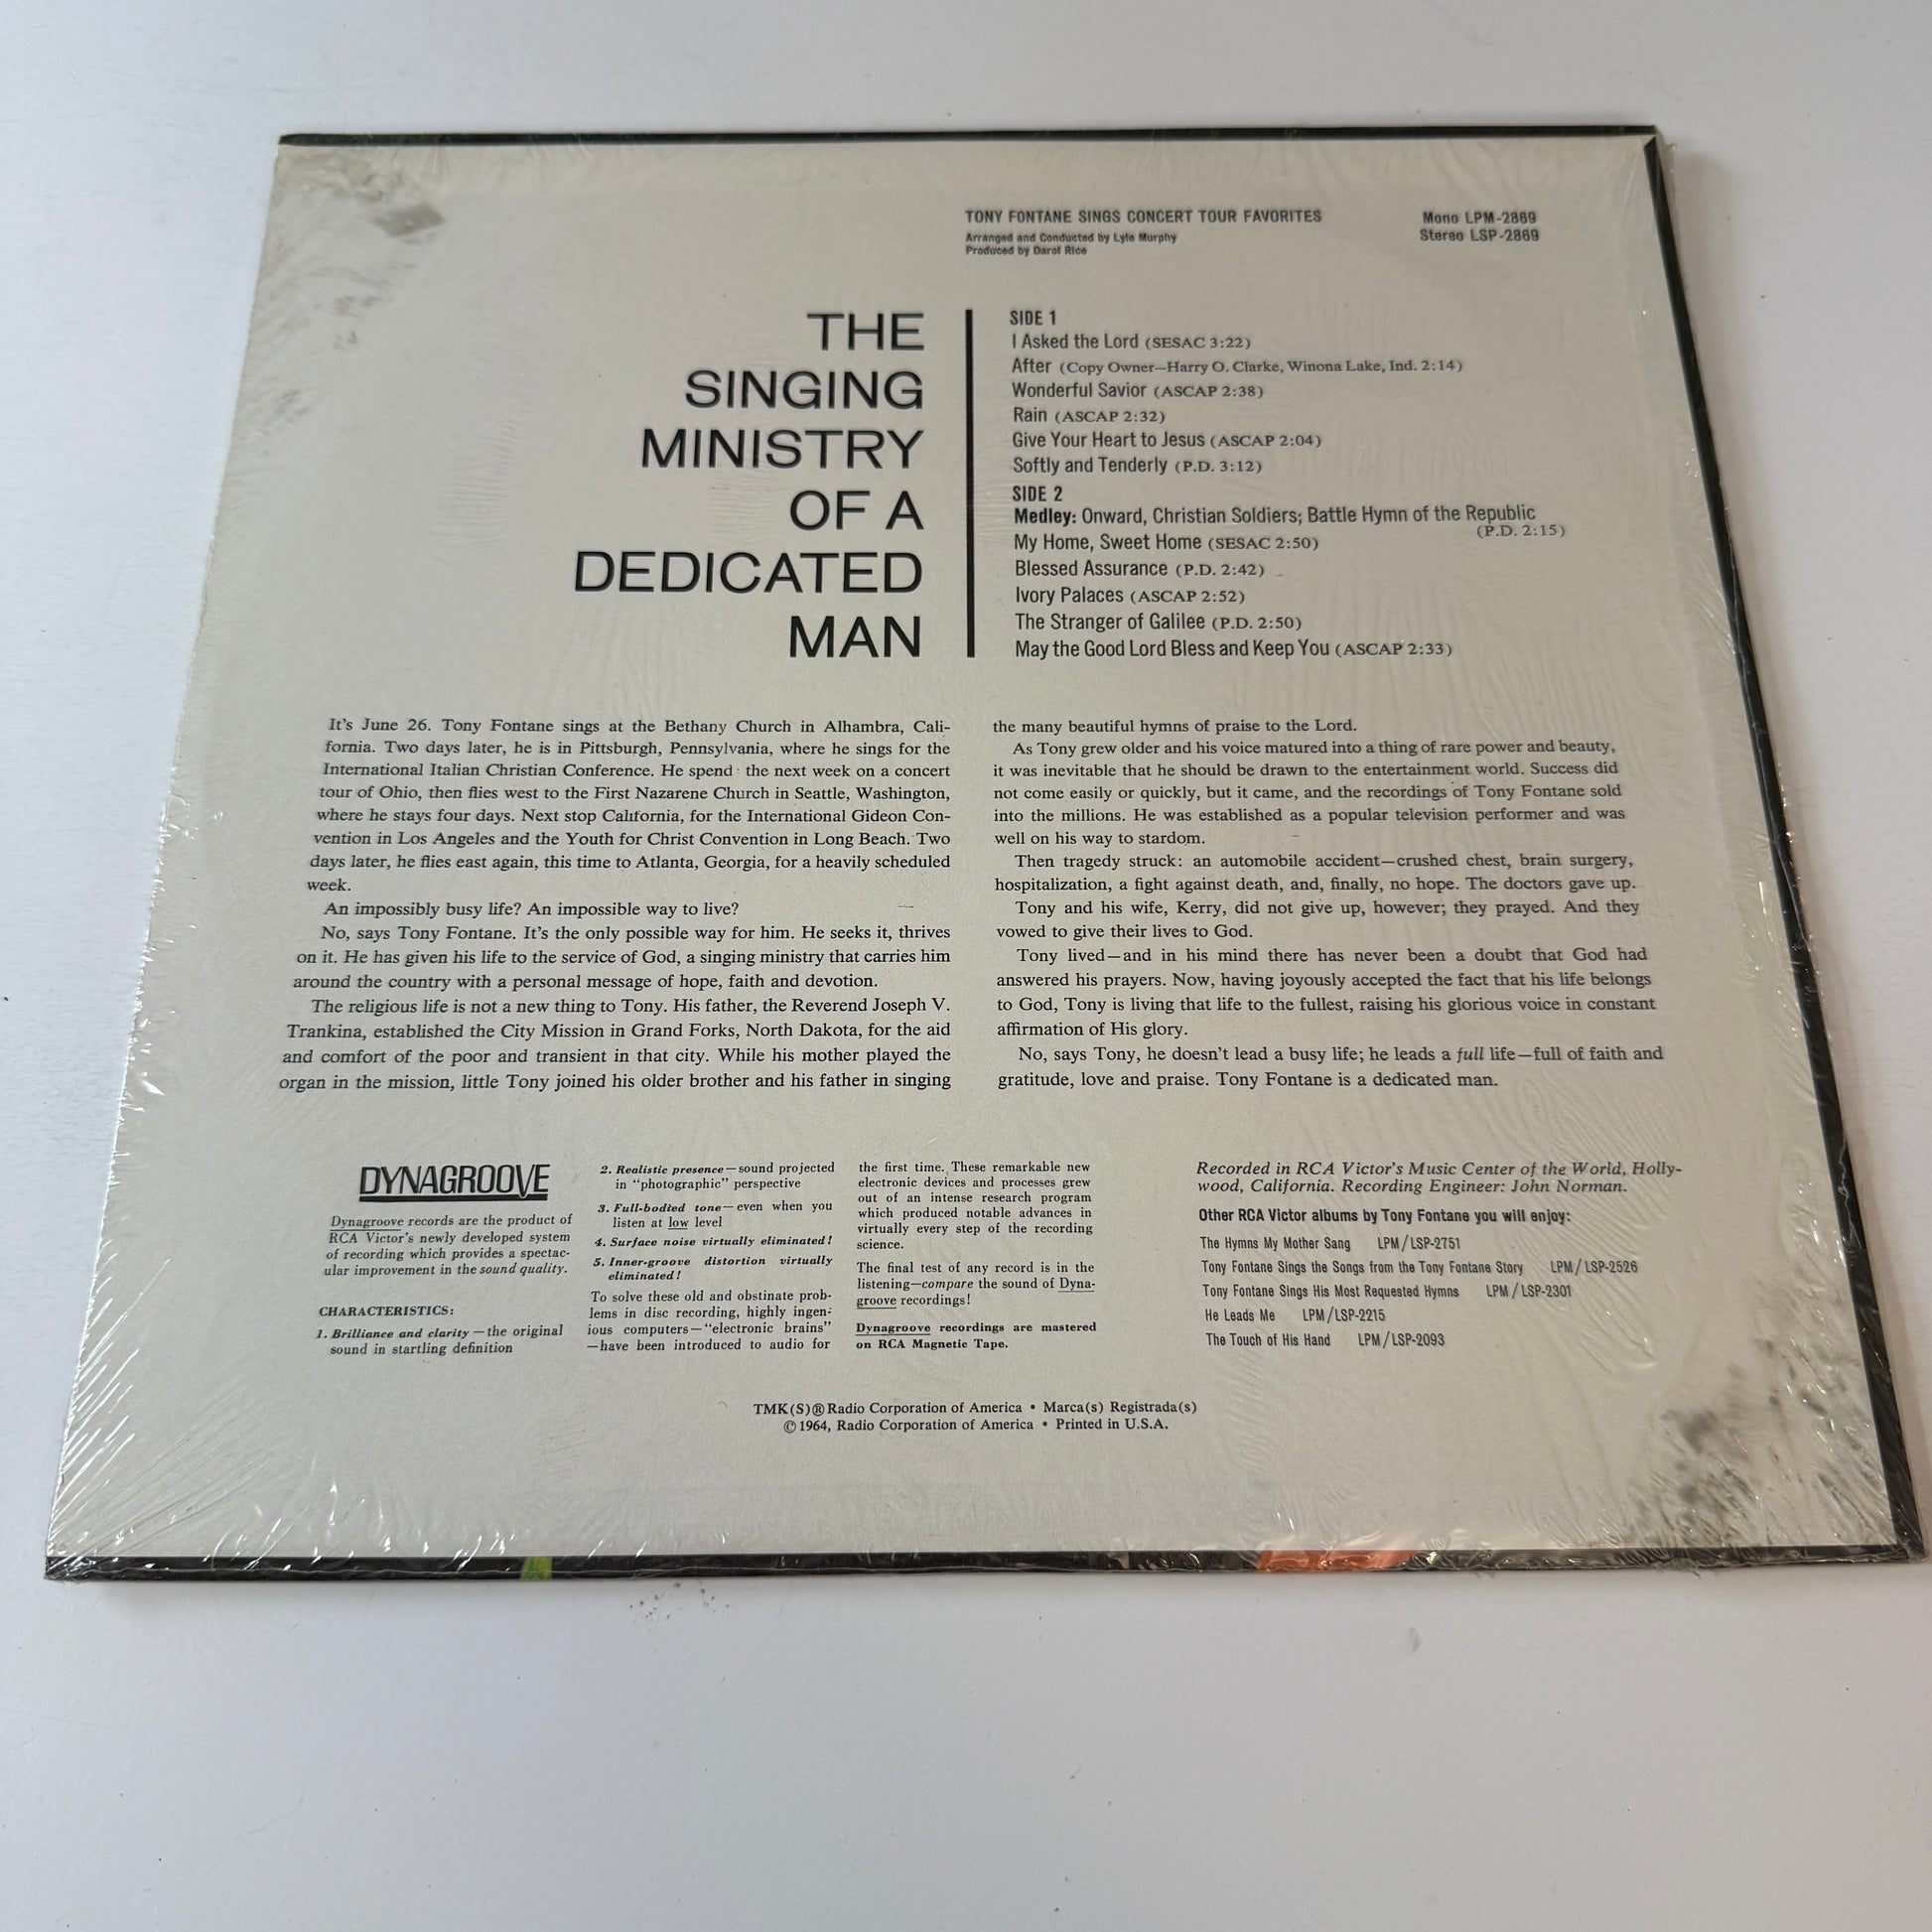 TONY FONTANE SINGS CONCERT TOUR FAVORITES
Arranged and Conducted by Lyle Murphy
Produced by Darol Rice
Mono LPM-2869
Stereo LSP-2869
THE
SINGING
MINISTRY
OF A
DEDICATED
MAN
SIDE 1
I Asked the Lord (SESAC 3:22)
After (Copy Owner—Harry O. Clarke, Winona Lake, Ind. 2:14)
Wonderful Savior (ASCAP 2:38)
Rain (ASCAP 2:32)
Give Your Heart to Jesus (ASCAP 2:04)
Softly and Tenderly (P.D. 3:12)
SIDE 2
Medley: Onward, Christian Soldiers; Battle Hymn of the Republic
(P.D. 2:15)
My Home, Sweet Home (SESAC 2:50)
Blessed Assurance (P.D. 2:42)
Ivory Palaces (ASCAP 2:52)
The Stranger of Galilee (P.D. 2:50)
May the Good Lord Bless and Keep You (ASCAP 2:33)
It's June 26. Tony Fontane sings at the Bethany Church in Alhambra, Cali-
fornia. Two days later, he is in Pittsburgh, Pennsylvania, where he sings for the
International Italian Christian Conference. He spend the next week on a concert
tour of Ohio, then flies west to the First Nazarene Church in Seattle, Washington,
where he stays four days. Next stop California, for the International Gideon Con-
vention in Los Angeles and the Youth for Christ Convention in Long Beach. Two
days later, he flies east again, this time to Atlanta, Georgia, for a heavily scheduled
week.
An impossibly busy life? An impossible way to live?
No, says Tony Fontane. It's the only possible way for him. He seeks it, thrives
on it. He has given his life to the service of God, a singing ministry that carries him
around the country with a personal message of hope, faith and devotion.
The religious life is not a new thing to Tony. His father, the Reverend Joseph V.
Trankina, established the City Mission in Grand Forks, North Dakota, for the aid
and comfort of the poor and transient in that city. While his mother played the
organ in the mission, little Tony joined his older brother and his father in singing
the many beautiful hymns of praise to the Lord.
As Tony grew older and his voice matured into a thing of rare power and beauty,
it was inevitable that he should be drawn to the entertainment world. Success did
not come easily or quickly, but it came, and the recordings of Tony Fontane sold
into the millions. He was established as a popular television performer and was
well on his way to stardom.
Then tragedy struck: an automobile accident—crushed chest, brain surgery,
hospitalization, a fight against death, and, finally, no hope. The doctors gave up.
Tony and his wife, Kerry, did not give up, however; they prayed. And they
vowed to give their lives to God.
Tony lived—and in his mind there has never been a doubt that God had
answered his prayers. Now, having joyously accepted the fact that his life belongs
to God, Tony is living that life to the fullest, raising his glorious voice in constant
affirmation of His glory.
No, says Tony, he doesn't lead a busy life; he leads a full life—full of faith and
gratitude, love and praise. Tony Fontane is a dedicated man.
DYNAGROOVE
Dynagroove records are the product of
RCA Victor's newly developed system
of recording which provides a spectac-
ular improvement in the sound quality.
CHARACTERISTICS:
1. Brilliance and clarity—the original
sound in startling definition
2. Realistic presence—sound projected
in "photographic" perspective
3. Full-bodied tone—even when you
listen at low level
4. Surface noise virtually eliminated!
5. Inner-groove distortion virtually
eliminated!
To solve these old and obstinate prob-
lems in disc recording, highly ingen-
ious computers—"electronic brains"
—have been introduced to audio for
the first time. These remarkable new
electronic devices and processes grew
out of an intense research program
which produced notable advances in
virtually every step of the recording
science.
The final test of any record is in the
listening—compare the sound of Dyna-
groove recordings!
Dynagroove recordings are mastered
on RCA Magnetic Tape.
Recorded in RCA Victor's Music Center of the World, Holly-
wood, California. Recording Engineer: John Norman.
Other RCA Victor albums by Tony Fontane you will enjoy:
The Hymns My Mother Sang LPM/LSP-2751
Tony Fontane Sings the Songs from the Tony Fontane Story LPM/LSP-2526
Tony Fontane Sings His Most Requested Hymns LPM/LSP-2301
He Leads Me LPM/LSP-2215
The Touch of His Hand LPM/LSP-2093
TMK(S)® Radio Corporation of America • Marca(s) Registrada(s)
© 1964, Radio Corporation of America • Printed in U.S.A.